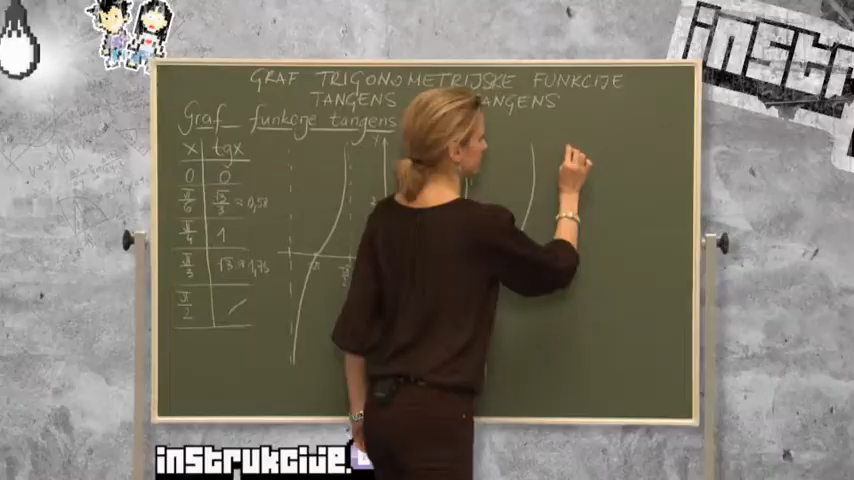 GRAF TRIGONOMETRIJSKE FUNKCIJE
TANGENS ANGENS
Graf funkcije tangens
x tgx
0 0
π/6 √3/3 ≈ 0,58
π/4 1
π/3 √3 ≈ 1,73
π/2 /
y
instrukcije.